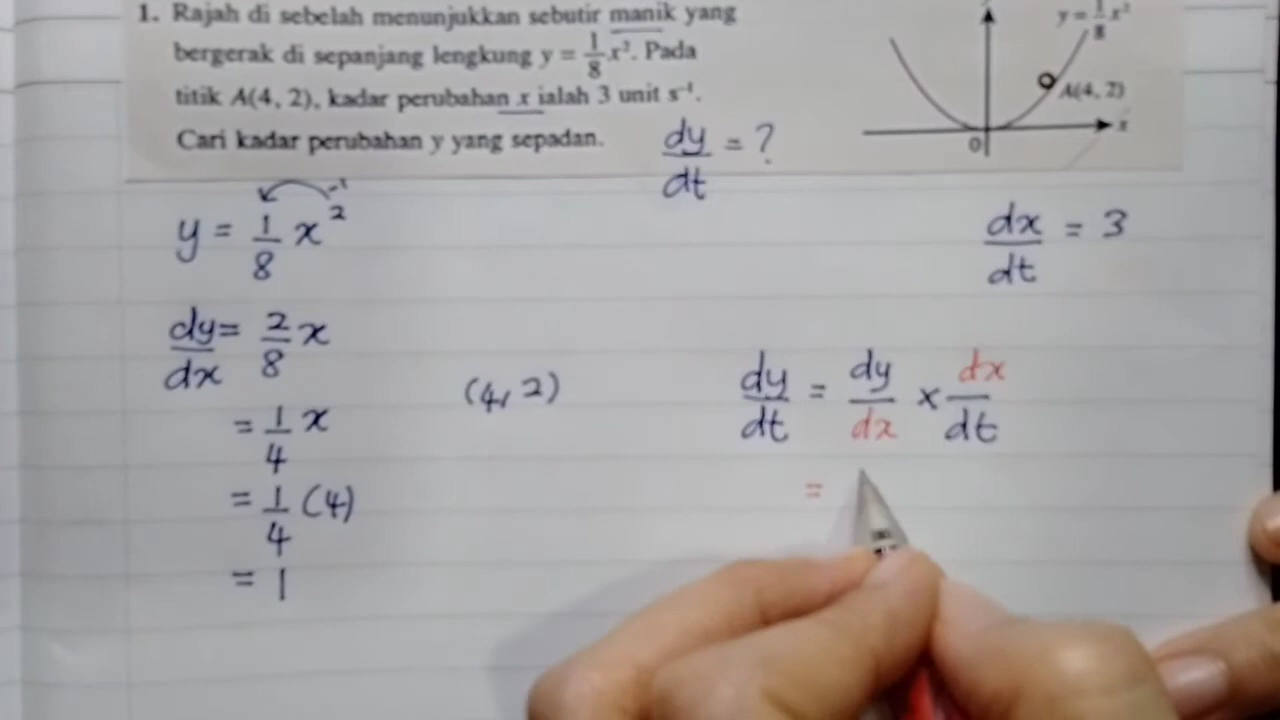 1. Rajah di sebelah menunjukkan sebutir manik yang
bergerak di sepanjang lengkung y = 1/8 x². Pada
titik A(4, 2), kadar perubahan x ialah 3 unit s⁻¹.
Cari kadar perubahan y yang sepadan.
y = 1/8 x²
A(4, 2)
0
x
dy/dt = ?
-1
y = 1/8 x²
dx/dt = 3
dy/dx = 2/8 x
= 1/4 x
= 1/4 (4)
= 1
(4, 2)
dy/dt = dy/dx × dx/dt
=